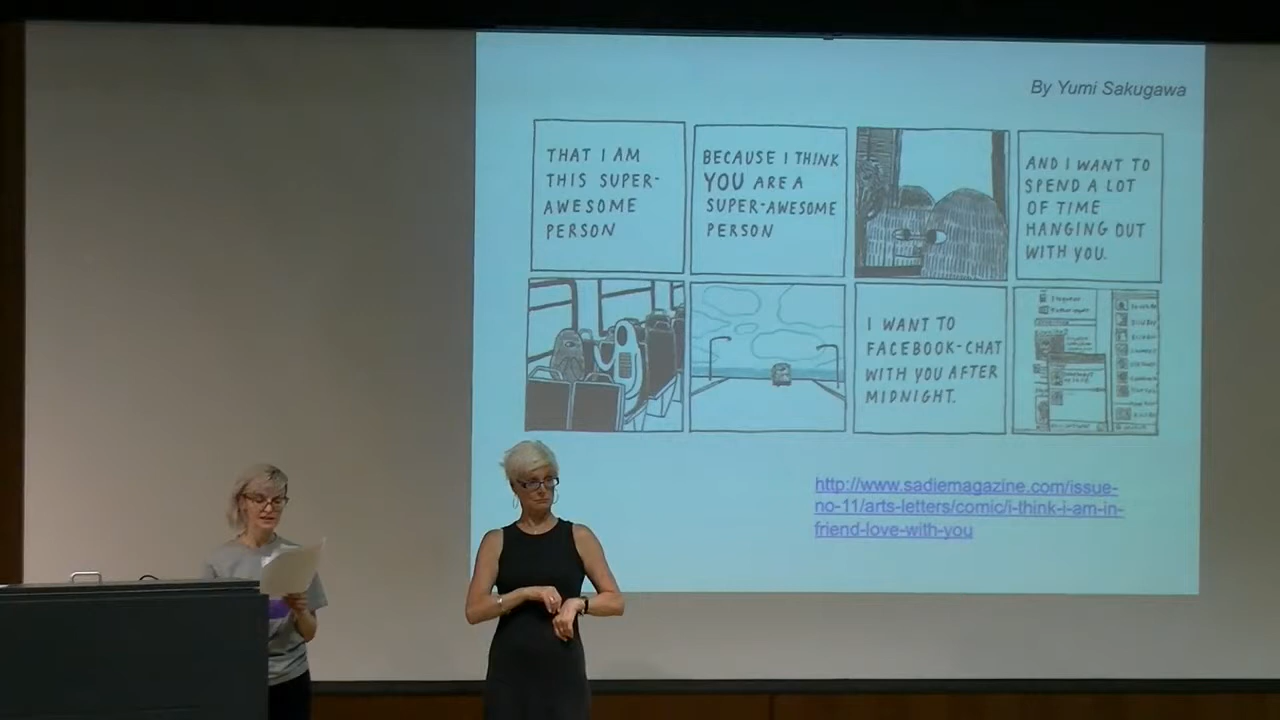 By Yumi Sakugawa
THAT I AM
THIS SUPER-
AWESOME
PERSON
BECAUSE I THINK
YOU ARE A
SUPER-AWESOME
PERSON
AND I WANT TO
SPEND A LOT
OF TIME
HANGING OUT
WITH YOU.
I WANT TO
FACEBOOK-CHAT
WITH YOU AFTER
MIDNIGHT.
http://www.sadiemagazine.com/issue-
no-11/arts-letters/comic/i-think-i-am-in-
friend-love-with-you